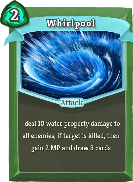 2
Whirlpool
Attack
deal 10 water property damage to
all enemies, if target is killed, then
gain 2 MP and draw 3 cards